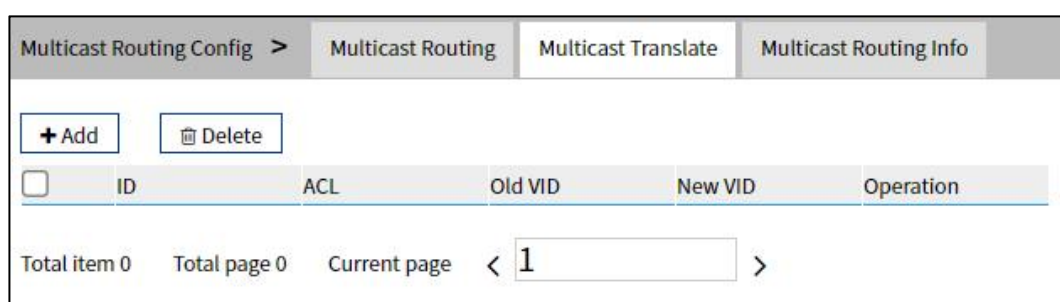 Multicast Routing Config > Multicast Routing Multicast Translate Multicast Routing Info
+ Add Delete
ID ACL Old VID New VID Operation
Total item 0 Total page 0 Current page < 1 >